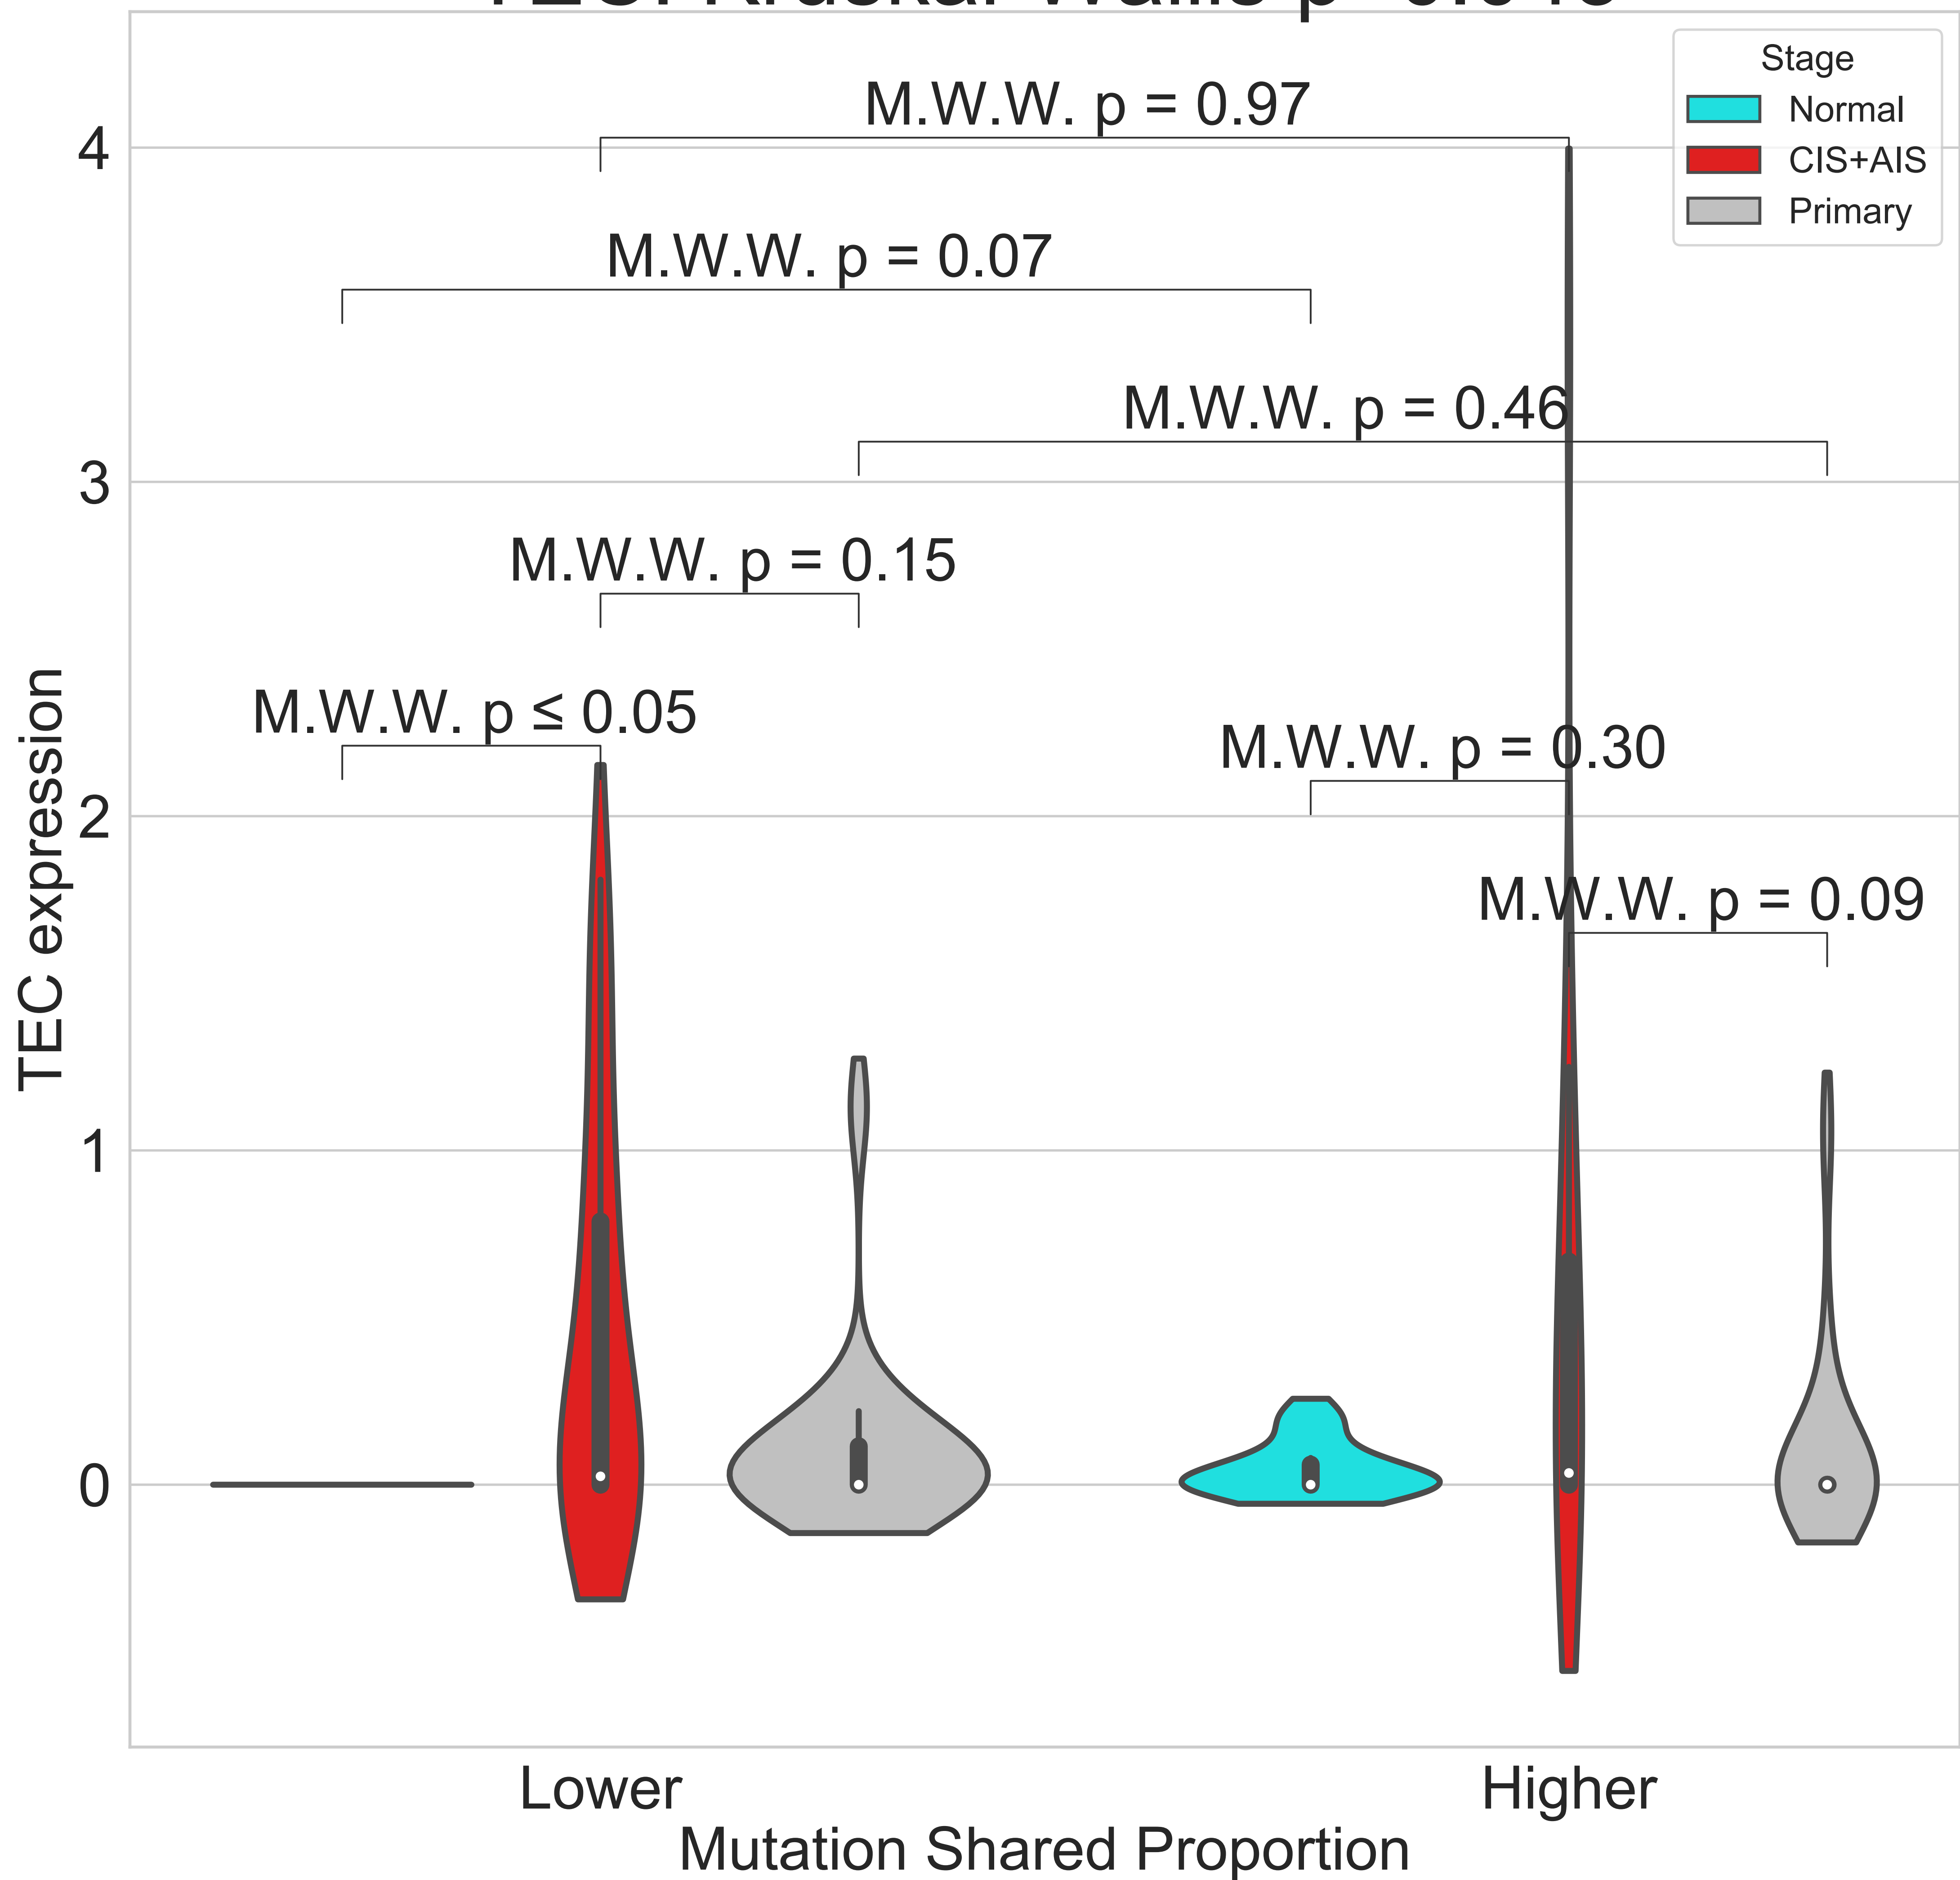 Stage
Normal
CIS+AIS
Primary
M.W.W. p = 0.97
M.W.W. p = 0.07
M.W.W. p = 0.46
M.W.W. p = 0.15
M.W.W. p ≤ 0.05
M.W.W. p = 0.30
M.W.W. p = 0.09
4
3
2
1
0
TEC expression
Lower
Higher
Mutation Shared Proportion